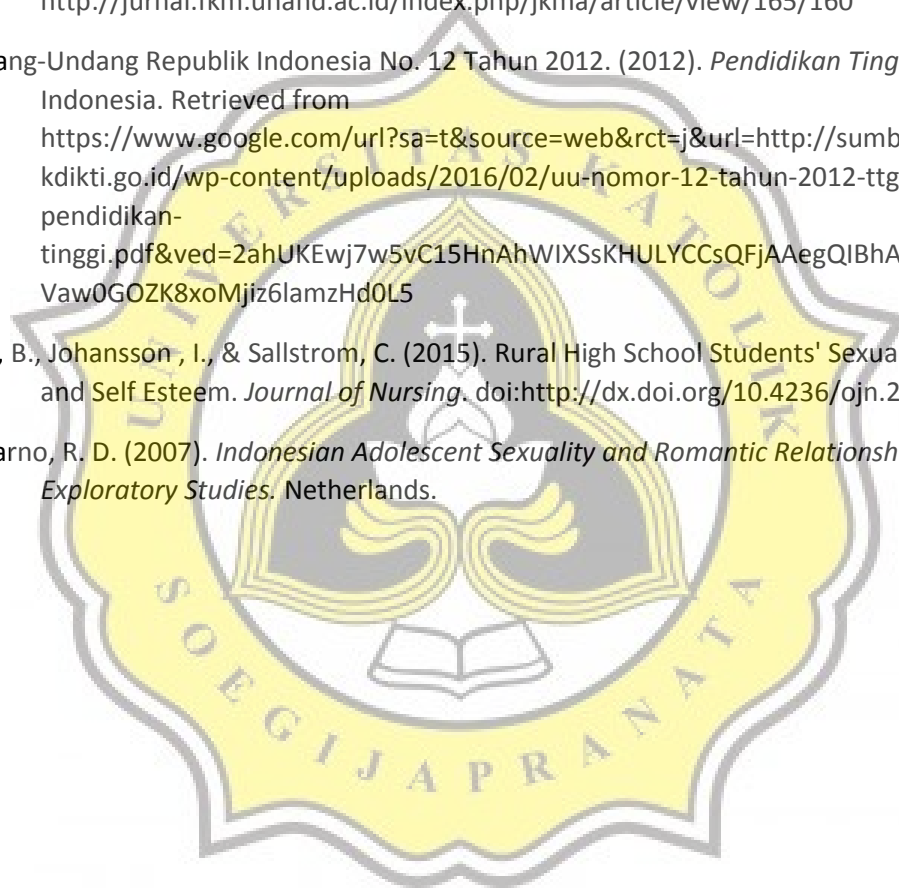 http://jurnal.fkm.unand.ac.id/index.php/jkma/article/view/165/160
ang-Undang Republik Indonesia No. 12 Tahun 2012. (2012). Pendidikan Ting
Indonesia. Retrieved from
https://www.google.com/url?sa=t&source=web&rct=j&url=http://sumb
kdikti.go.id/wp-content/uploads/2016/02/uu-nomor-12-tahun-2012-ttg
pendidikan-
tinggi.pdf&ved=2ahUKEwj7w5vC15HnAhWIXSsKHULYCCsQFjAAegQIBhA
Vaw0GOZK8xoMjiz6lamzHd0L5
, B., Johansson , I., & Sallstrom, C. (2015). Rural High School Students' Sexua
and Self Esteem. Journal of Nursing. doi:http://dx.doi.org/10.4236/ojn.2
arno, R. D. (2007). Indonesian Adolescent Sexuality and Romantic Relationsh
Exploratory Studies. Netherlands.
UNIVERSITAS KATOLIK
SOEGIJAPRANATA